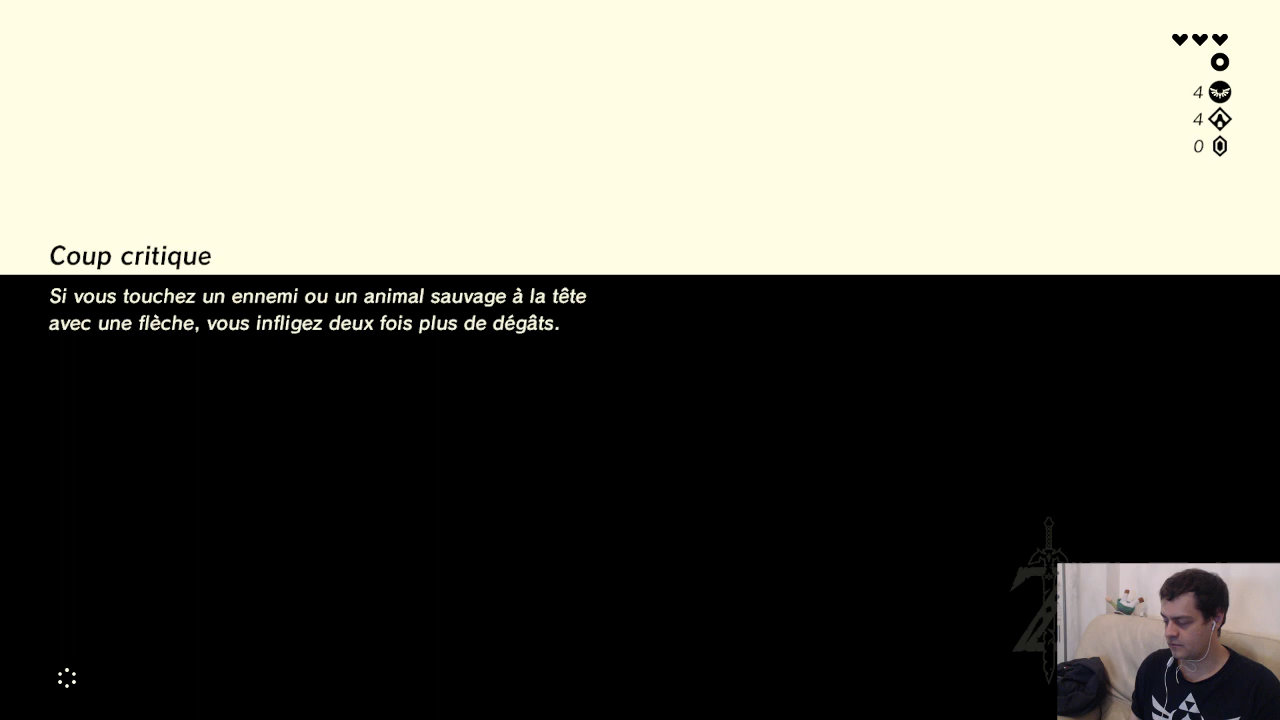 4
4
0
Coup critique
Si vous touchez un ennemi ou un animal sauvage à la tête
avec une flèche, vous infligez deux fois plus de dégâts.
Z